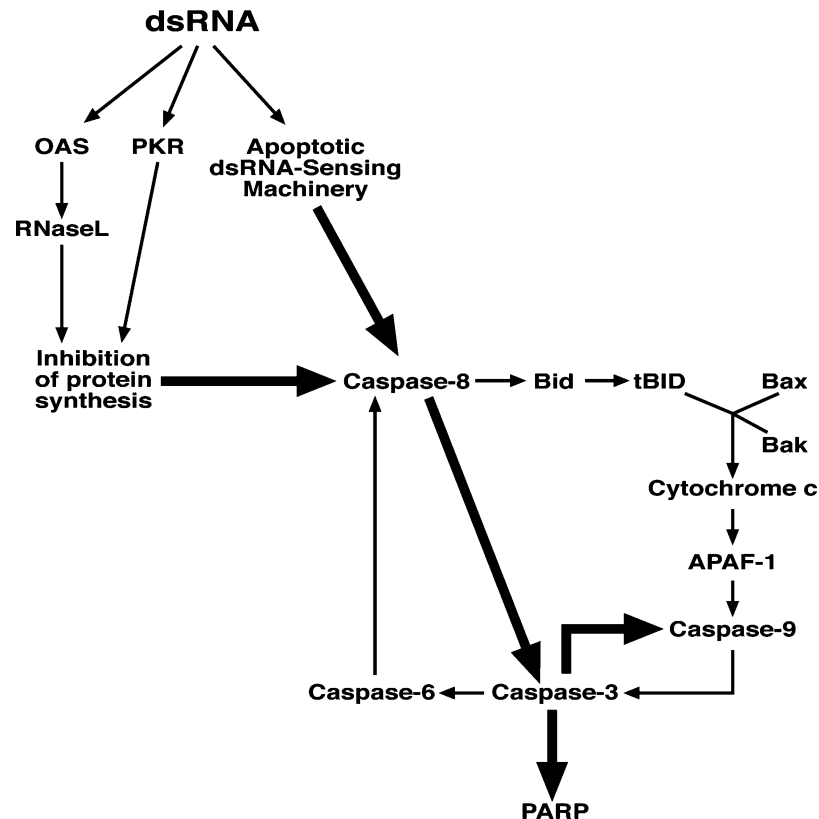 dsRNA
OAS
PKR
Apoptotic
dsRNA-Sensing
Machinery
RNaseL
Inhibition
of protein
synthesis
Caspase-8
Bid
tBID
Bax
Bak
Cytochrome c
APAF-1
Caspase-9
Caspase-6
Caspase-3
PARP